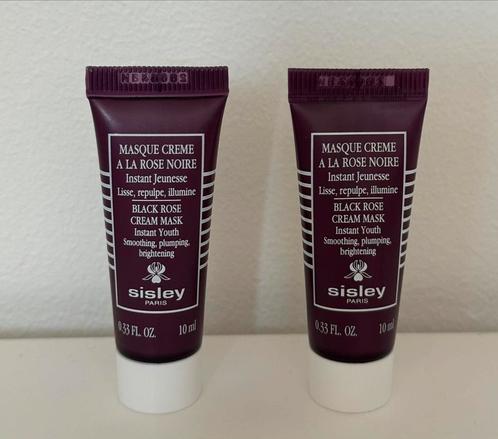 MASQUE CREME
A LA ROSE NOIRE
Instant Jeunesse
Lisse, repulpe, illumine
BLACK ROSE
CREAM MASK
Instant Youth
Smoothing, plumping,
brightening
sisley
PARIS
0.33 FL. OZ. 10 ml
MASQUE CREME
A LA ROSE NOIRE
Instant Jeunesse
Lisse, repulpe, illumine
BLACK ROSE
CREAM MASK
Instant Youth
Smoothing, plumping,
brightening
sisley
PARIS
0.33 FL. OZ. 10 ml